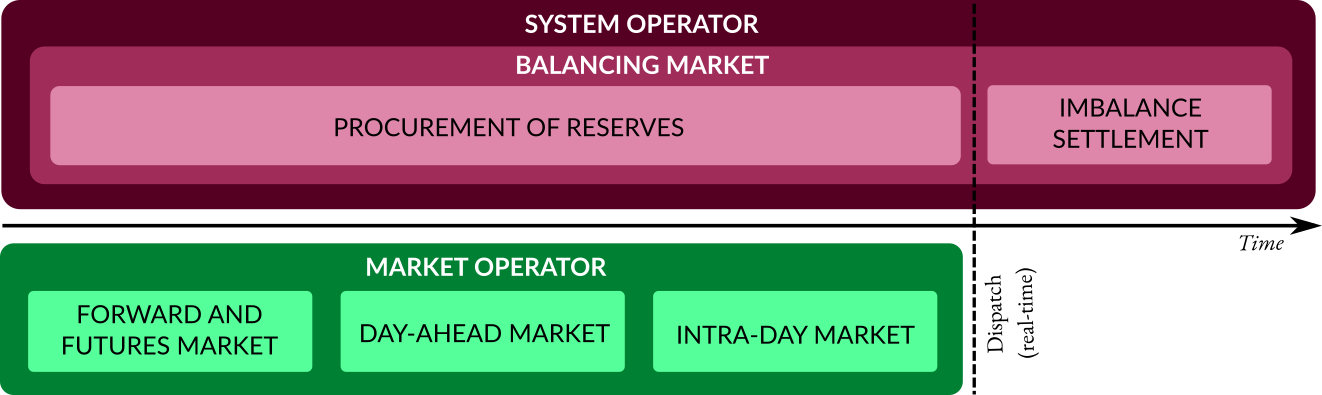 SYSTEM OPERATOR
BALANCING MARKET
PROCUREMENT OF RESERVES
IMBALANCE
SETTLEMENT
Time
MARKET OPERATOR
FORWARD AND
FUTURES MARKET
DAY-AHEAD MARKET
INTRA-DAY MARKET
Dispatch
(real-time)